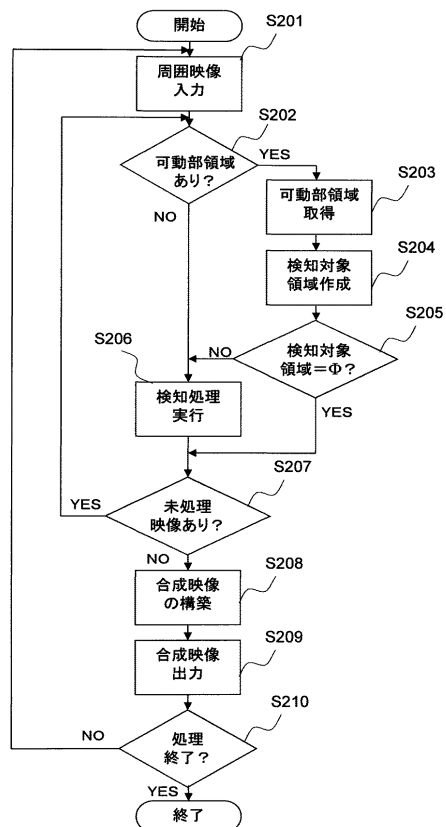 開始
S201
周囲映像
入力
S202
可動部領域
あり？
YES
NO
S203
可動部領域
取得
S204
検知対象
領域作成
S205
検知対象
領域＝Φ？
NO
YES
S206
検知処理
実行
S207
未処理
映像あり？
YES
NO
S208
合成映像
の構築
S209
合成映像
出力
S210
処理
終了？
NO
YES
終了